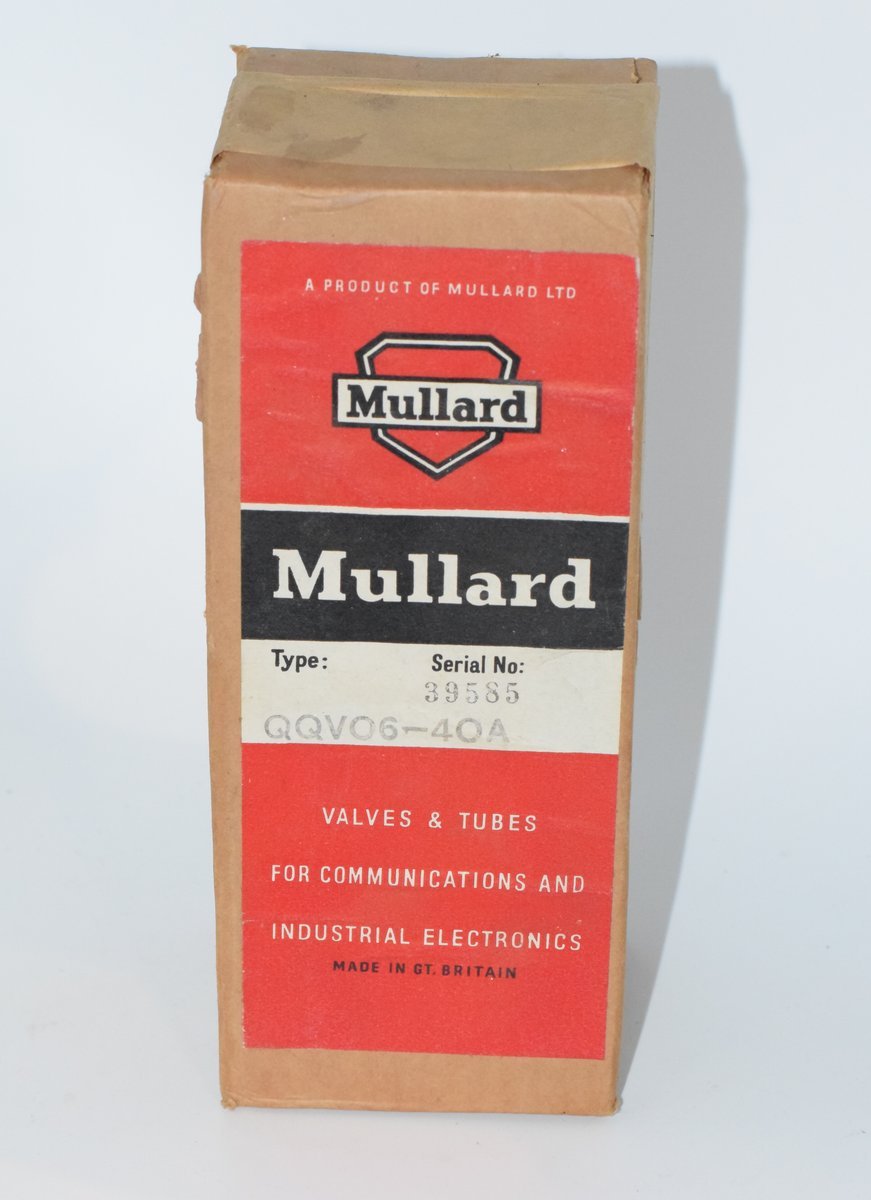 A PRODUCT OF MULLARD LTD
Mullard
Mullard
Type: Serial No:
39585
QQV06-40A
VALVES & TUBES
FOR COMMUNICATIONS AND
INDUSTRIAL ELECTRONICS
MADE IN GT. BRITAIN